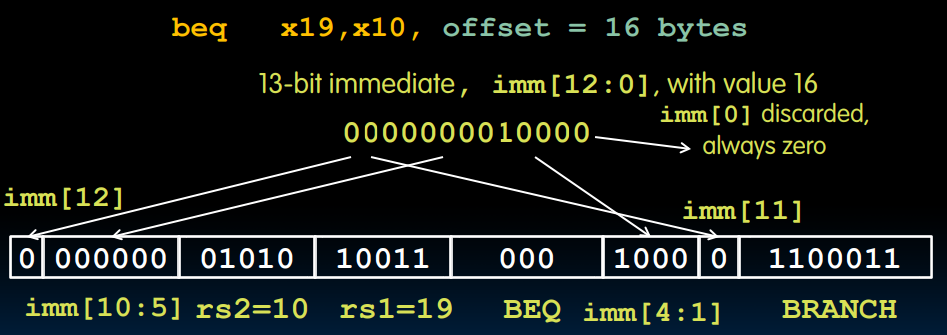 beq x19,x10, offset = 16 bytes
13-bit immediate, imm[12:0], with value 16
imm[0] discarded,
always zero
0000000010000
imm[12]
imm[11]
0 000000 01010 10011 000 1000 0 1100011
imm[10:5] rs2=10 rs1=19 BEQ imm[4:1] BRANCH